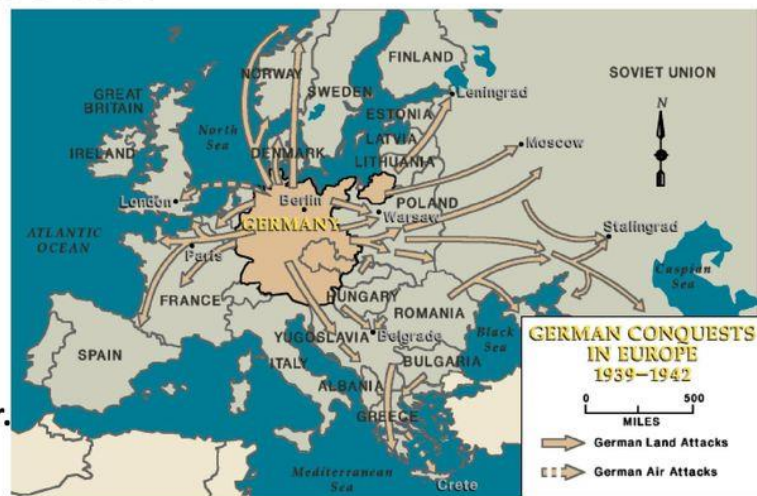 FINLAND
NORWAY
SOVIET UNION
SWEDEN
Leningrad
GREAT
BRITAIN
ESTONIA
N
North
Sea
LATVIA
Moscow
IRELAND
DENMARK
LITHUANIA
London
Berlin
POLAND
GERMANY
Warsaw
Stalingrad
ATLANTIC
OCEAN
Paris
Caspian
Sea
FRANCE
HUNGARY
ROMANIA
YUGOSLAVIA
Belgrade
Black
Sea
SPAIN
ITALY
BULGARIA
ALBANIA
GREECE
r.
Mediterranean
Sea
Crete
GERMAN CONQUESTS
IN EUROPE
1939–1942
0 500
MILES
German Land Attacks
German Air Attacks